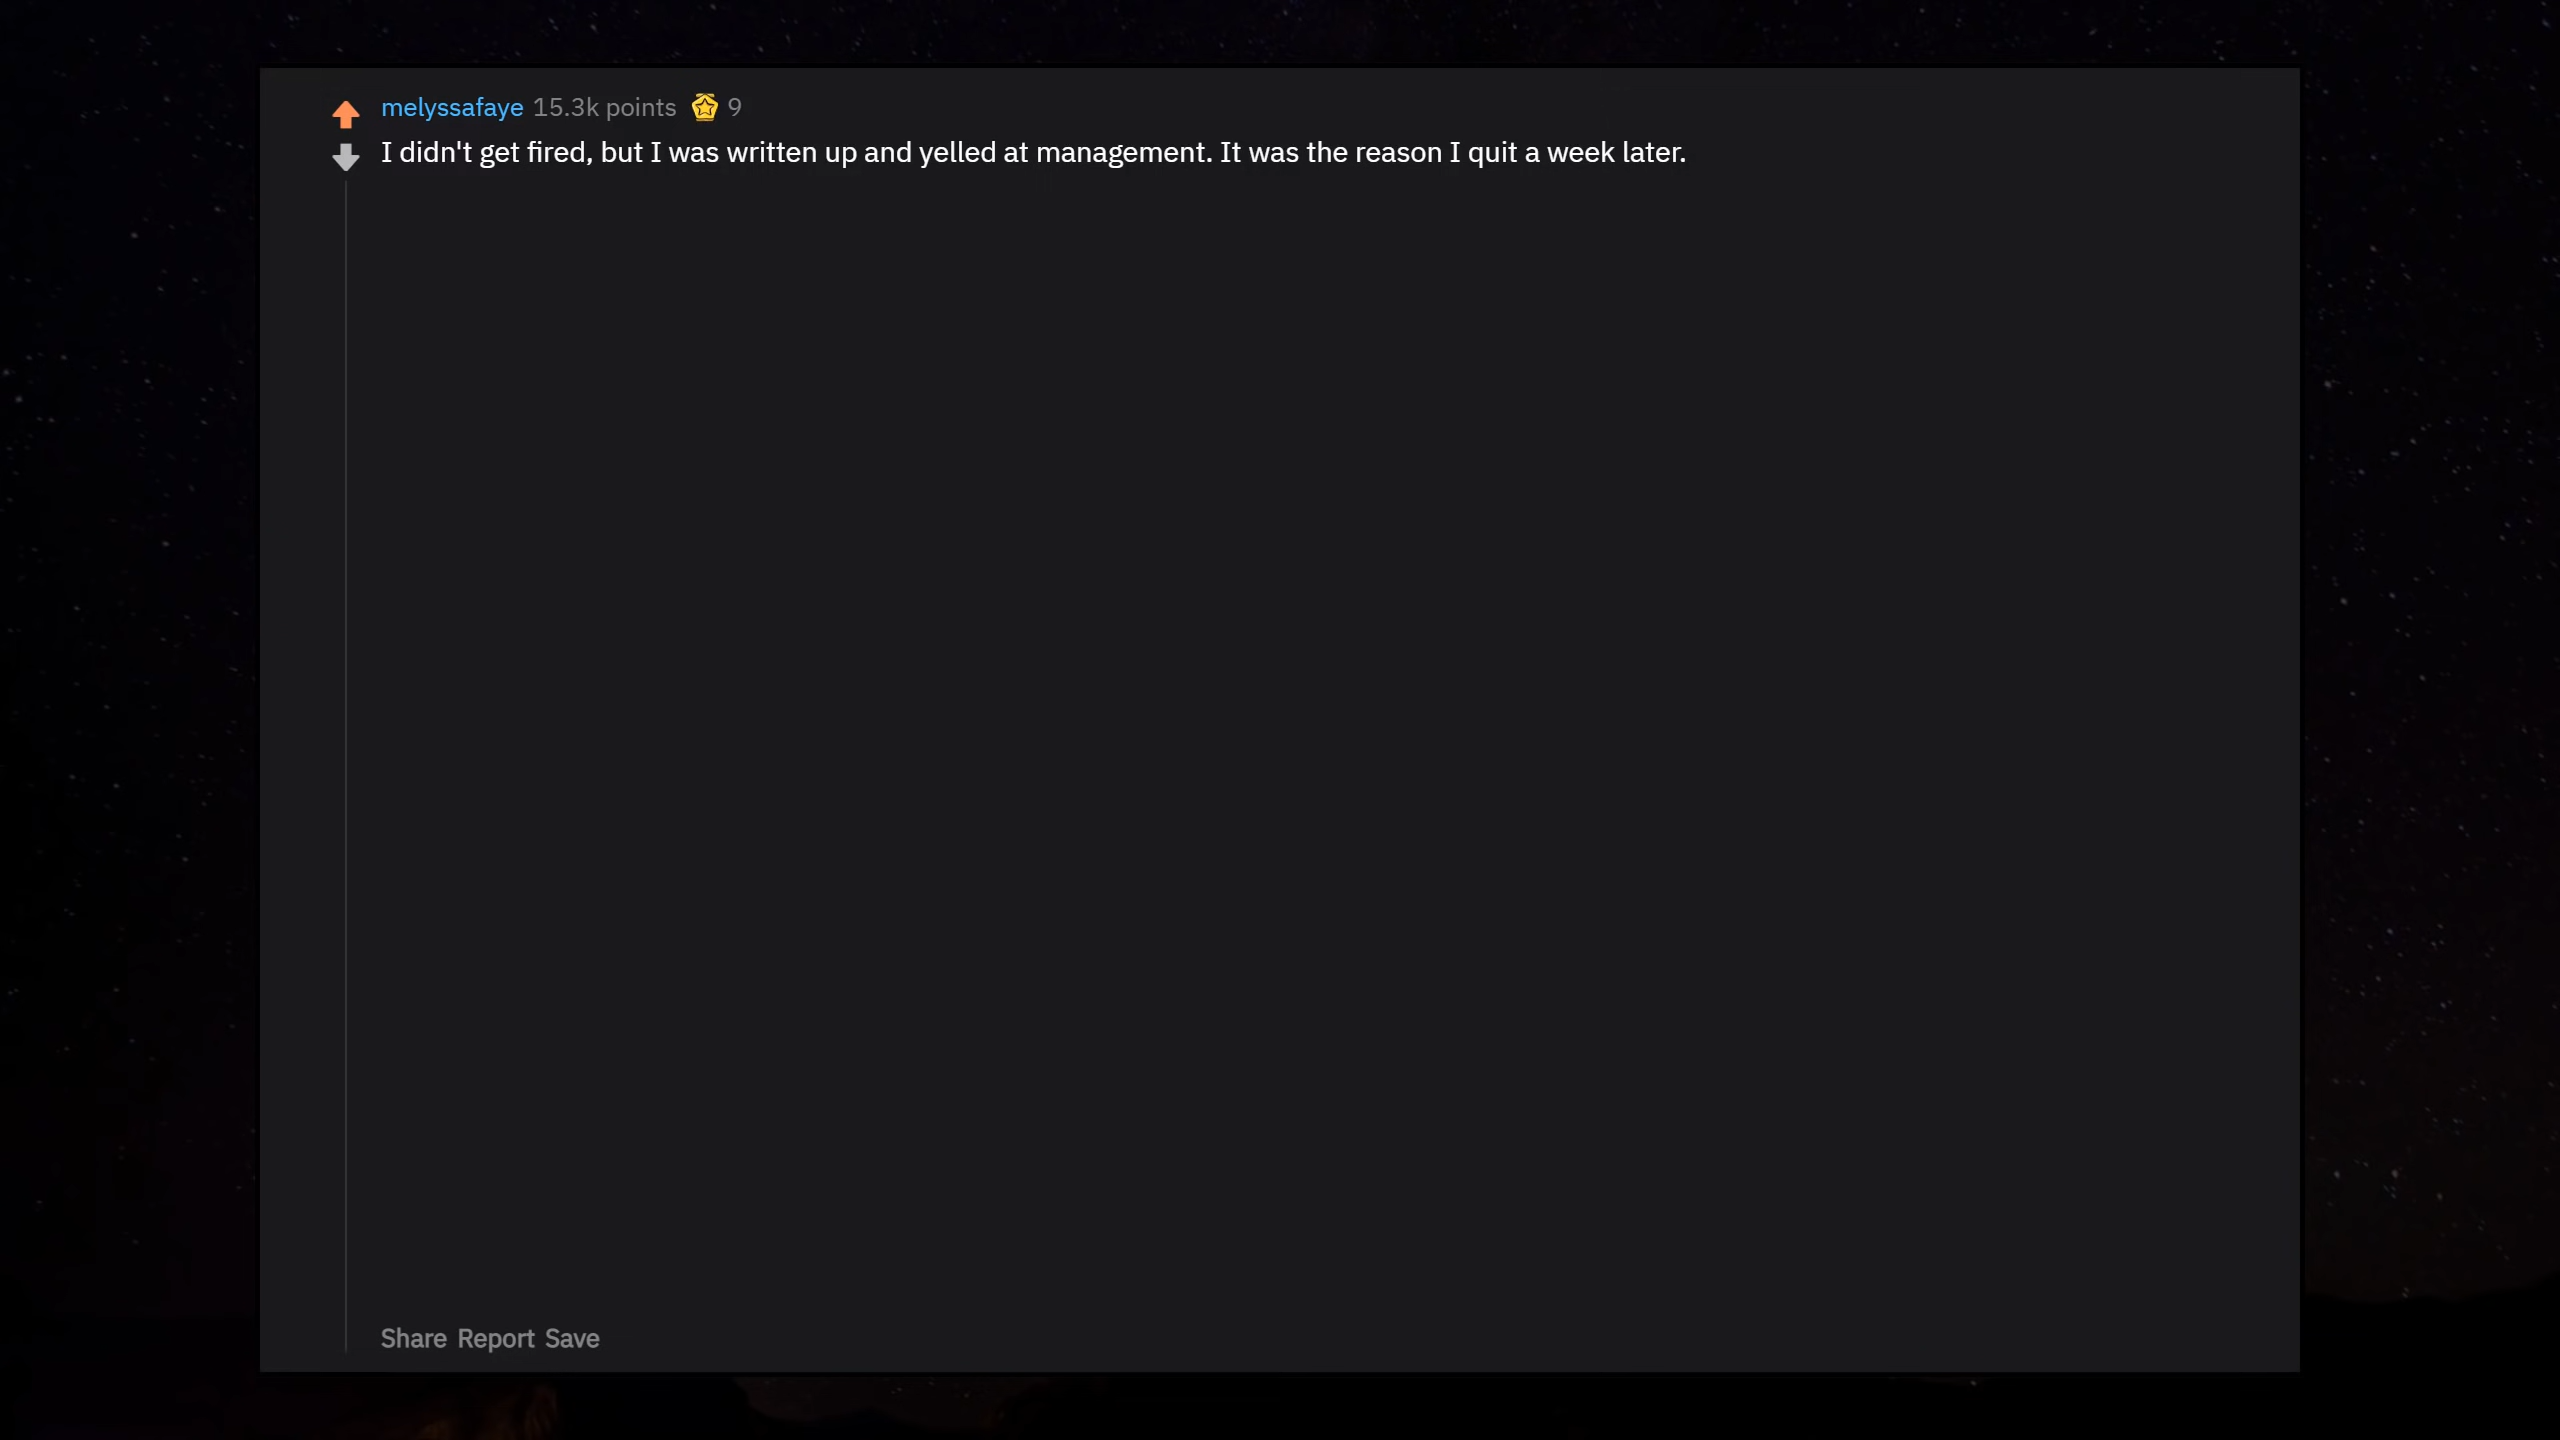 melyssafaye 15.3k points 9
I didn't get fired, but I was written up and yelled at management. It was the reason I quit a week later.
Share Report Save